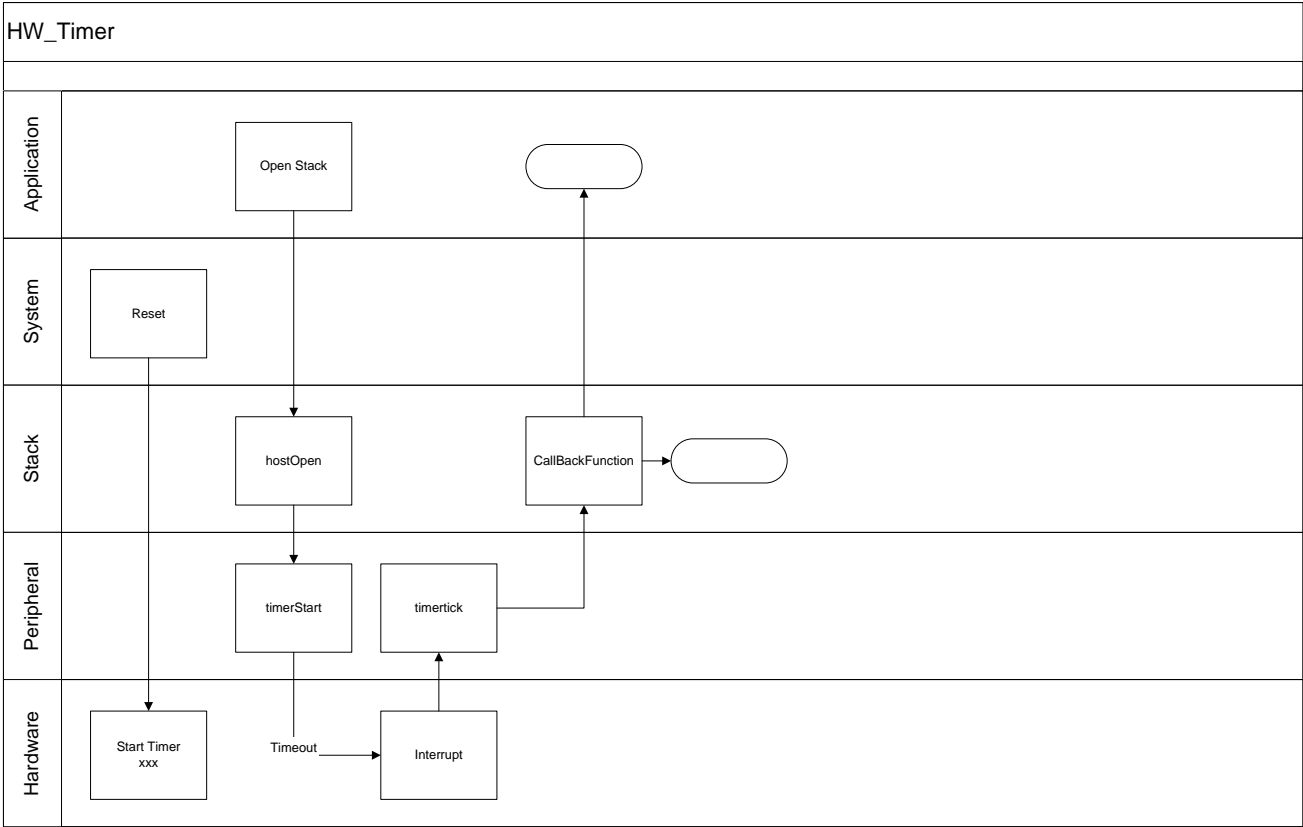 HW_Timer
Application
Open Stack
System
Reset
Stack
hostOpen
CallBackFunction
Peripheral
timerStart
timertick
Hardware
Start Timer
xxx
Timeout
Interrupt